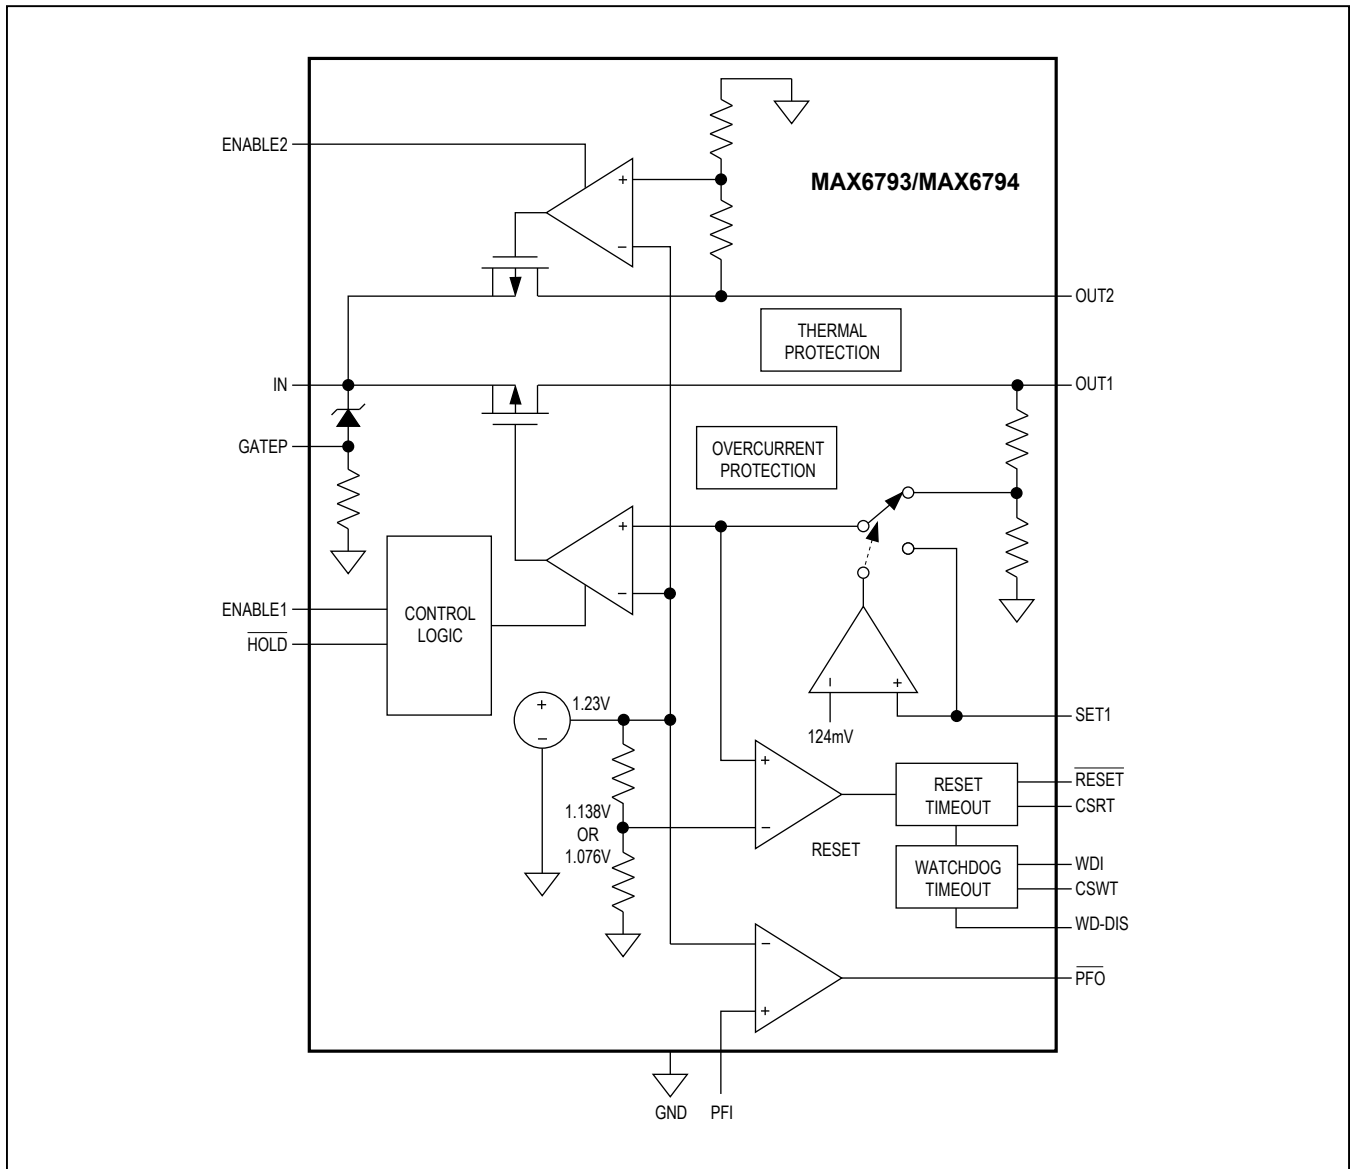 ENABLE2
+
MAX6793/MAX6794
–
OUT2
THERMAL
PROTECTION
IN
OUT1
GATEP
OVERCURRENT
PROTECTION
+
ENABLE1
CONTROL
LOGIC
–
HOLD
–
+
1.23V
+
–
SET1
124mV
+
RESET
TIMEOUT
RESET
CSRT
1.138V
OR
1.076V
–
RESET
WATCHDOG
TIMEOUT
WDI
CSWT
WD-DIS
–
PFO
+
GND
PFI